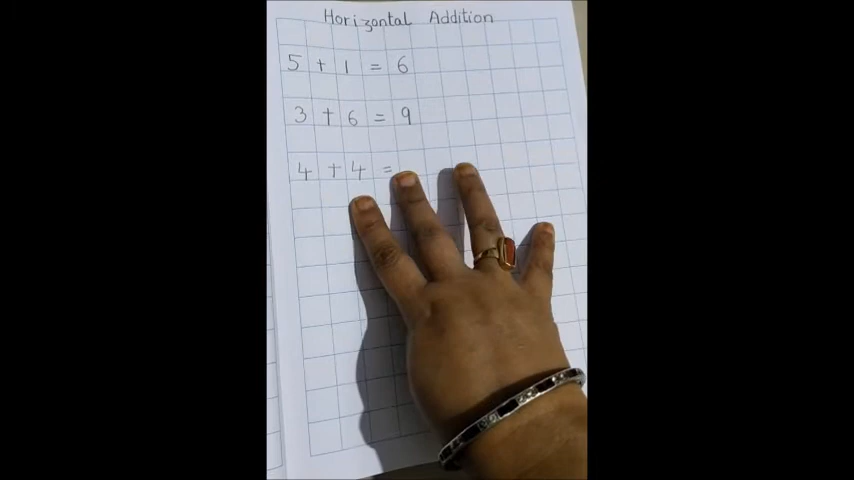 Horizontal Addition
5 + 1 = 6
3 + 6 = 9
4 + 4 =